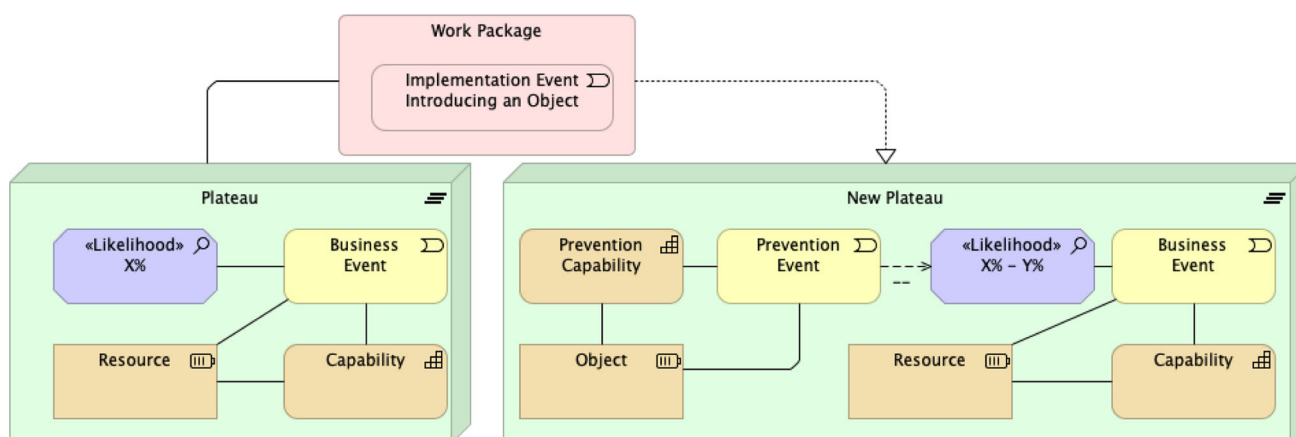 Work Package
Implementation Event
Introducing an Object
Plateau
«Likelihood»
X%
Business
Event
Resource
Capability
New Plateau
Prevention
Capability
Prevention
Event
--
«Likelihood»
X% - Y%
Business
Event
Object
Resource
Capability